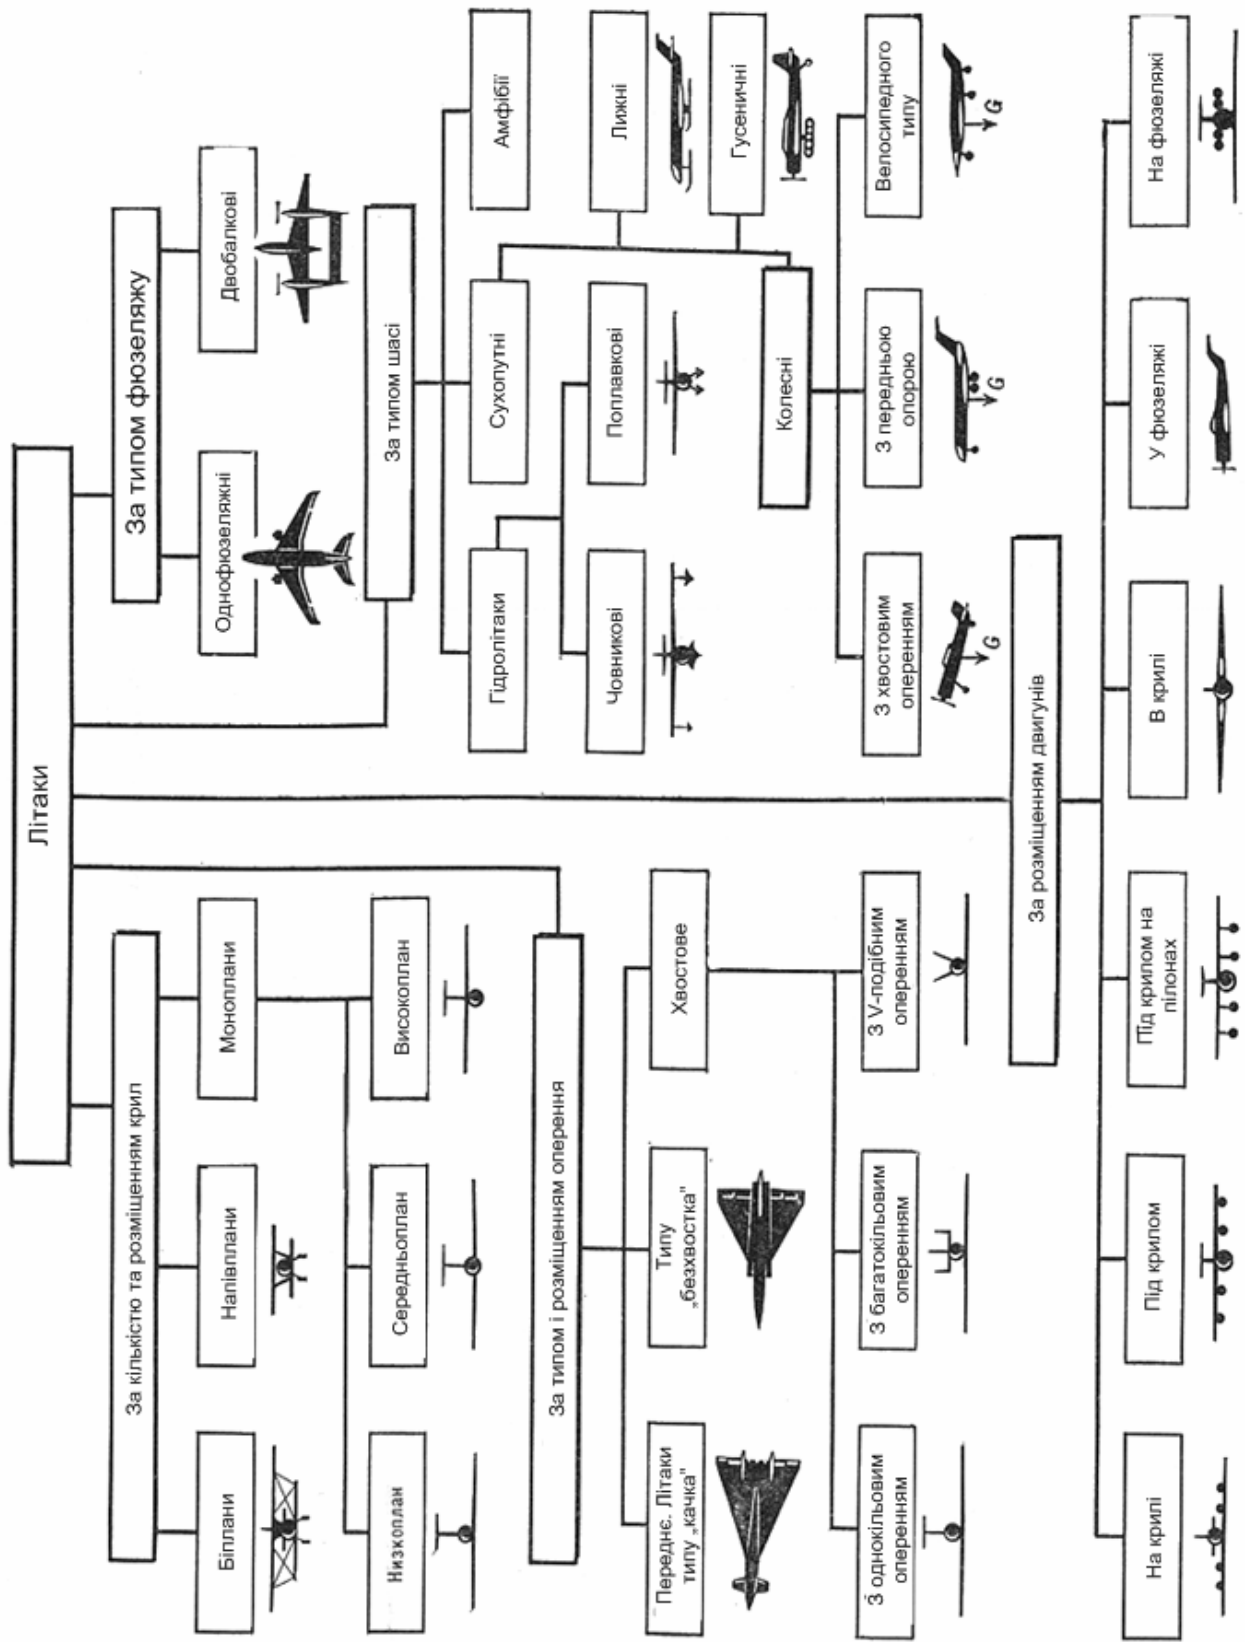 Літаки
За кількістю та розміщенням крил
За типом фюзеляжу
Біплани
Напівплани
Моноплани
Однофюзеляжні
Двобалкові
Низкоплан
Середньоплан
Високоплан
За типом шасі
Гідролітаки
Сухопутні
Амфібії
Човникові
Поплавкові
Лижні
Гусеничні
Колесні
З хвостовим
оперенням
G
З передньою
опорою
G
Велосипедного
типу
G
За типом і розміщенням оперення
Переднє. Літаки
типу „качка"
Типу
„безхвостка"
Хвостове
З однокільовим
оперенням
З багатокільовим
оперенням
З V-подібним
оперенням
За розміщенням двигунів
На крилі
Під крилом
Під крилом на
пілонах
В крилі
У фюзеляжі
На фюзеляжі